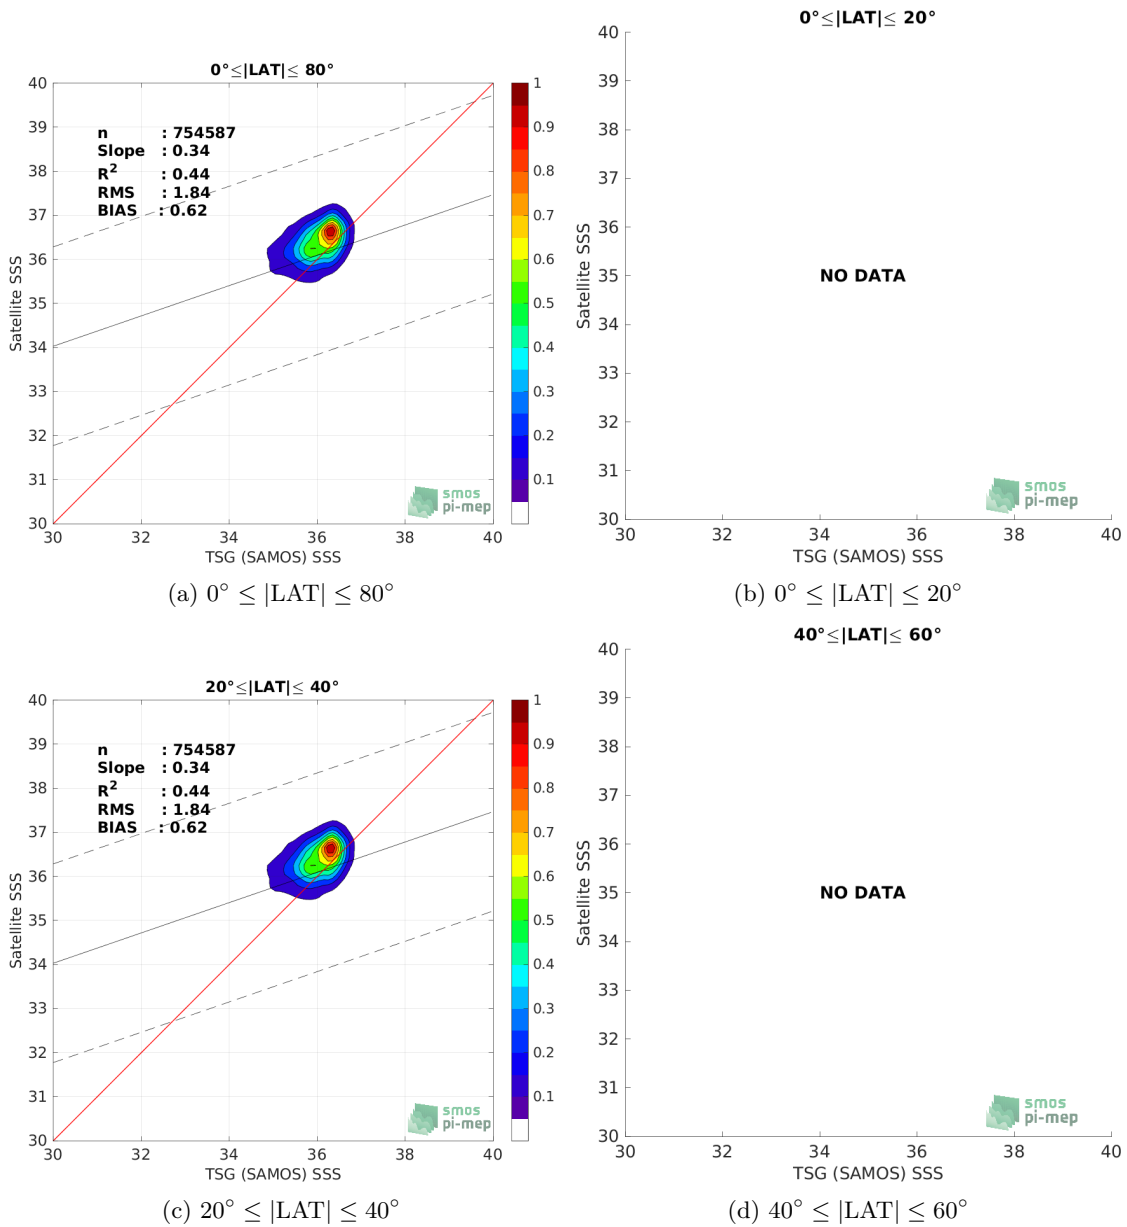 0°≤|LAT|≤ 80°
40
39
38
37
36
35
34
33
32
31
30
Satellite SSS
n : 754587
Slope : 0.34
R² : 0.44
RMS : 1.84
BIAS : 0.62
1
0.9
0.8
0.7
0.6
0.5
0.4
0.3
0.2
0.1
smos
pi-mep
30 32 34 36 38 40
TSG (SAMOS) SSS
(a) 0° ≤ |LAT| ≤ 80°
0°≤|LAT|≤ 20°
40
39
38
37
36
35
34
33
32
31
30
Satellite SSS
NO DATA
smos
pi-mep
30 32 34 36 38 40
TSG (SAMOS) SSS
(b) 0° ≤ |LAT| ≤ 20°
20°≤|LAT|≤ 40°
40
39
38
37
36
35
34
33
32
31
30
Satellite SSS
n : 754587
Slope : 0.34
R² : 0.44
RMS : 1.84
BIAS : 0.62
1
0.9
0.8
0.7
0.6
0.5
0.4
0.3
0.2
0.1
smos
pi-mep
30 32 34 36 38 40
TSG (SAMOS) SSS
(c) 20° ≤ |LAT| ≤ 40°
40°≤|LAT|≤ 60°
40
39
38
37
36
35
34
33
32
31
30
Satellite SSS
NO DATA
smos
pi-mep
30 32 34 36 38 40
TSG (SAMOS) SSS
(d) 40° ≤ |LAT| ≤ 60°